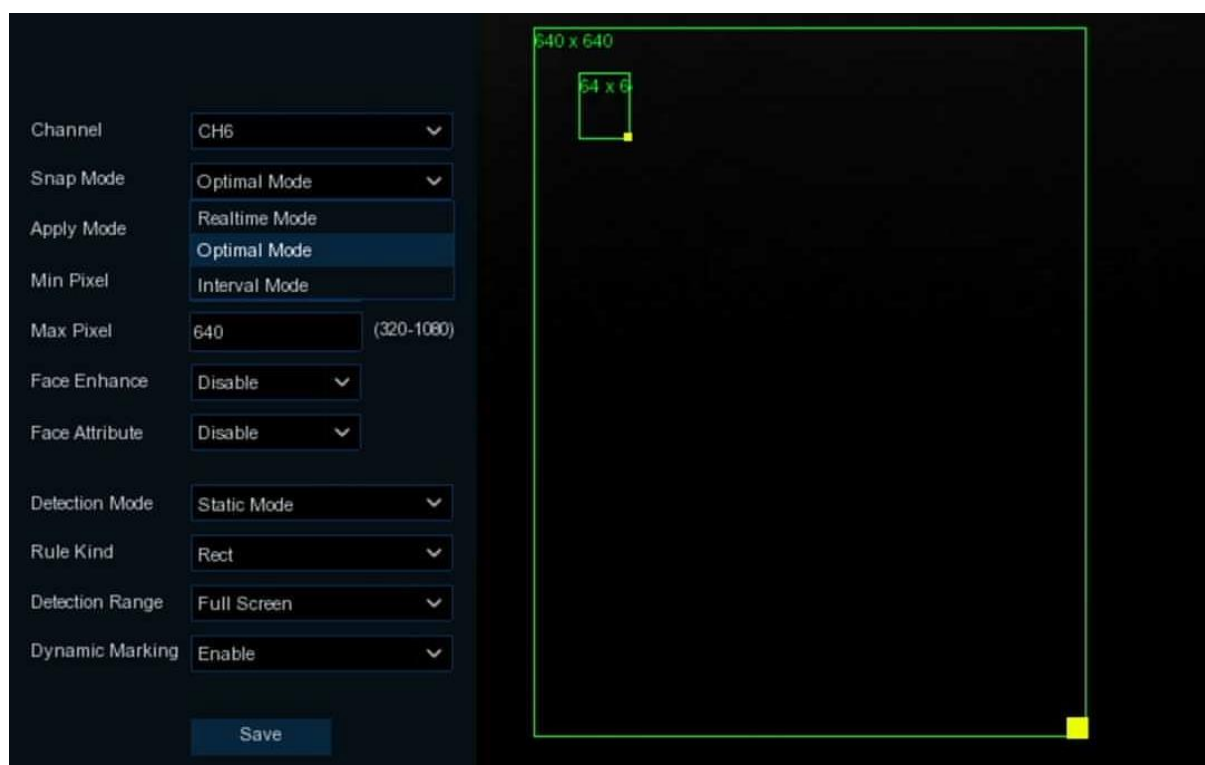 640 x 640
64 x 6
Channel CH6
Snap Mode Optimal Mode
Apply Mode Realtime Mode
Optimal Mode
Min Pixel Interval Mode
Max Pixel 640 (320-1080)
Face Enhance Disable
Face Attribute Disable
Detection Mode Static Mode
Rule Kind Rect
Detection Range Full Screen
Dynamic Marking Enable
Save